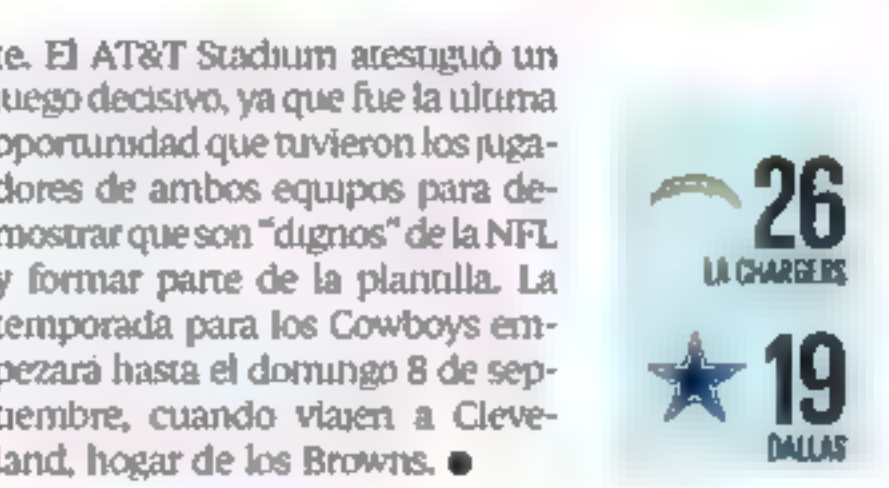 te. El AT&T Stadium atestiguó un
juego decisivo, ya que fue la última
oportunidad que tuvieron los juga-
dores de ambos equipos para de-
mostrar que son “dignos” de la NFL
y formar parte de la plantilla. La
temporada para los Cowboys em-
pezará hasta el domingo 8 de sep-
tiembre, cuando viajen a Cleve-
land, hogar de los Browns. ●
26
LA CHARGERS
19
DALLAS